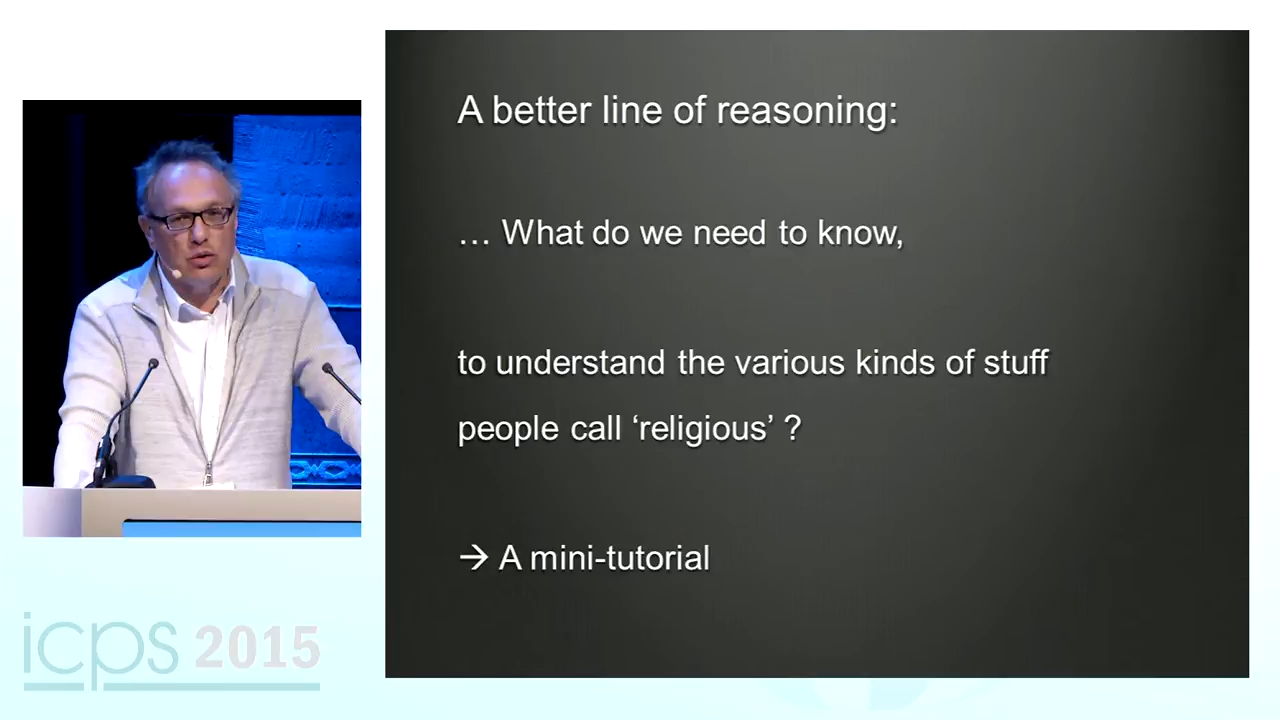 A better line of reasoning:
… What do we need to know,
to understand the various kinds of stuff
people call ‘religious’ ?
→ A mini-tutorial
icps 2015